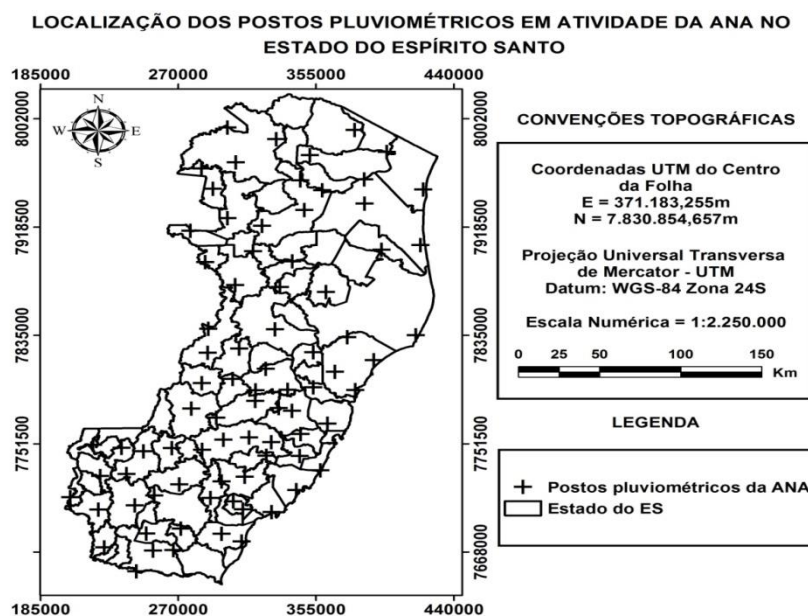 LOCALIZAÇÃO DOS POSTOS PLUVIOMÉTRICOS EM ATIVIDADE DA ANA NO
ESTADO DO ESPÍRITO SANTO
185000 270000 355000 440000
8002000
7918500
7835000
7751500
7668000
N
W E
S
8002000
7918500
7835000
7751500
7668000
185000 270000 355000 440000
CONVENÇÕES TOPOGRÁFICAS
Coordenadas UTM do Centro
da Folha
E = 371.183,255m
N = 7.830.854,657m
Projeção Universal Transversa
de Mercator - UTM
Datum: WGS-84 Zona 24S
Escala Numérica = 1:2.250.000
0 25 50 100 150
Km
LEGENDA
Postos pluviométricos da ANA
Estado do ES